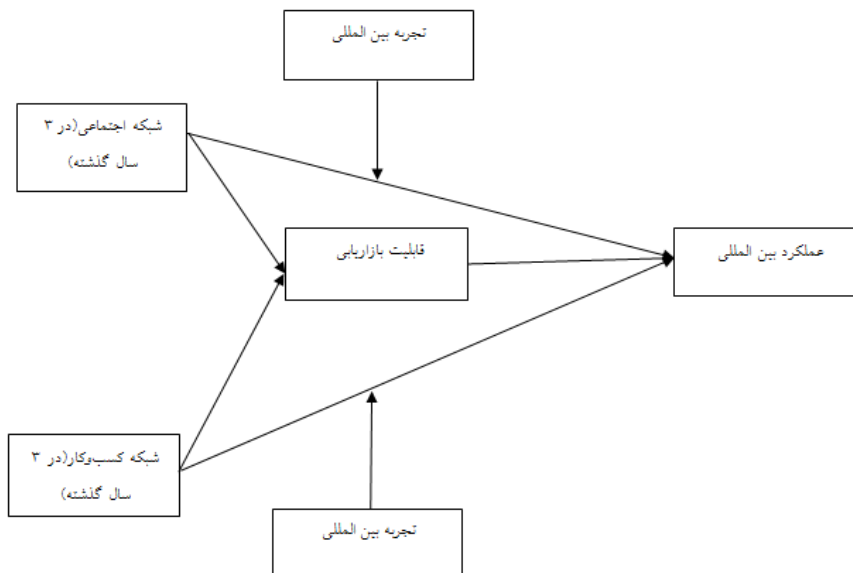 تجربه بین المللی
شبکه اجتماعی(در ۳
سال گذشته)
قابلیت بازاریابی
عملکرد بین المللی
شبکه کسب‌وکار(در ۳
سال گذشته)
تجربه بین المللی